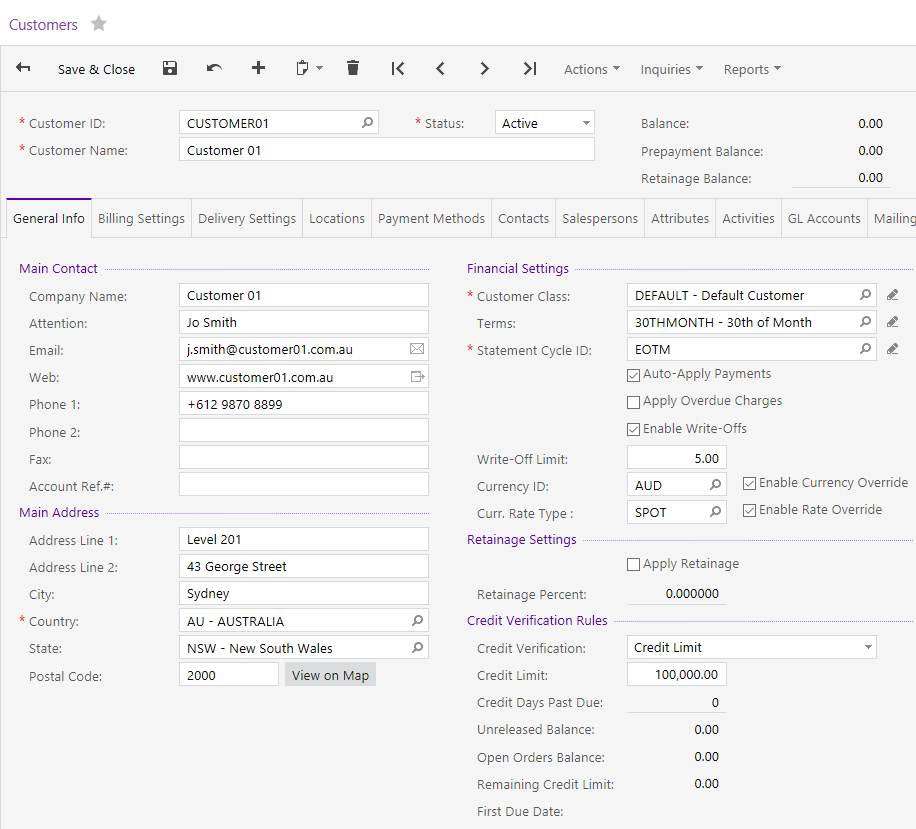 Customers
Save & Close Actions Inquiries Reports
* Customer ID: CUSTOMER01 * Status: Active Balance: 0.00
* Customer Name: Customer 01 Prepayment Balance: 0.00
Retainage Balance: 0.00
General Info Billing Settings Delivery Settings Locations Payment Methods Contacts Salespersons Attributes Activities GL Accounts Mailing
Main Contact
Company Name: Customer 01
Attention: Jo Smith
Email: j.smith@customer01.com.au
Web: www.customer01.com.au
Phone 1: +612 9870 8899
Phone 2:
Fax:
Account Ref.#:
Main Address
Address Line 1: Level 201
Address Line 2: 43 George Street
City: Sydney
* Country: AU - AUSTRALIA
State: NSW - New South Wales
Postal Code: 2000 View on Map
Financial Settings
* Customer Class: DEFAULT - Default Customer
Terms: 30THMONTH - 30th of Month
* Statement Cycle ID: EOTM
Auto-Apply Payments
Apply Overdue Charges
Enable Write-Offs
Write-Off Limit: 5.00
Currency ID: AUD Enable Currency Override
Curr. Rate Type : SPOT Enable Rate Override
Retainage Settings
Apply Retainage
Retainage Percent: 0.000000
Credit Verification Rules
Credit Verification: Credit Limit
Credit Limit: 100,000.00
Credit Days Past Due: 0
Unreleased Balance: 0.00
Open Orders Balance: 0.00
Remaining Credit Limit: 0.00
First Due Date: